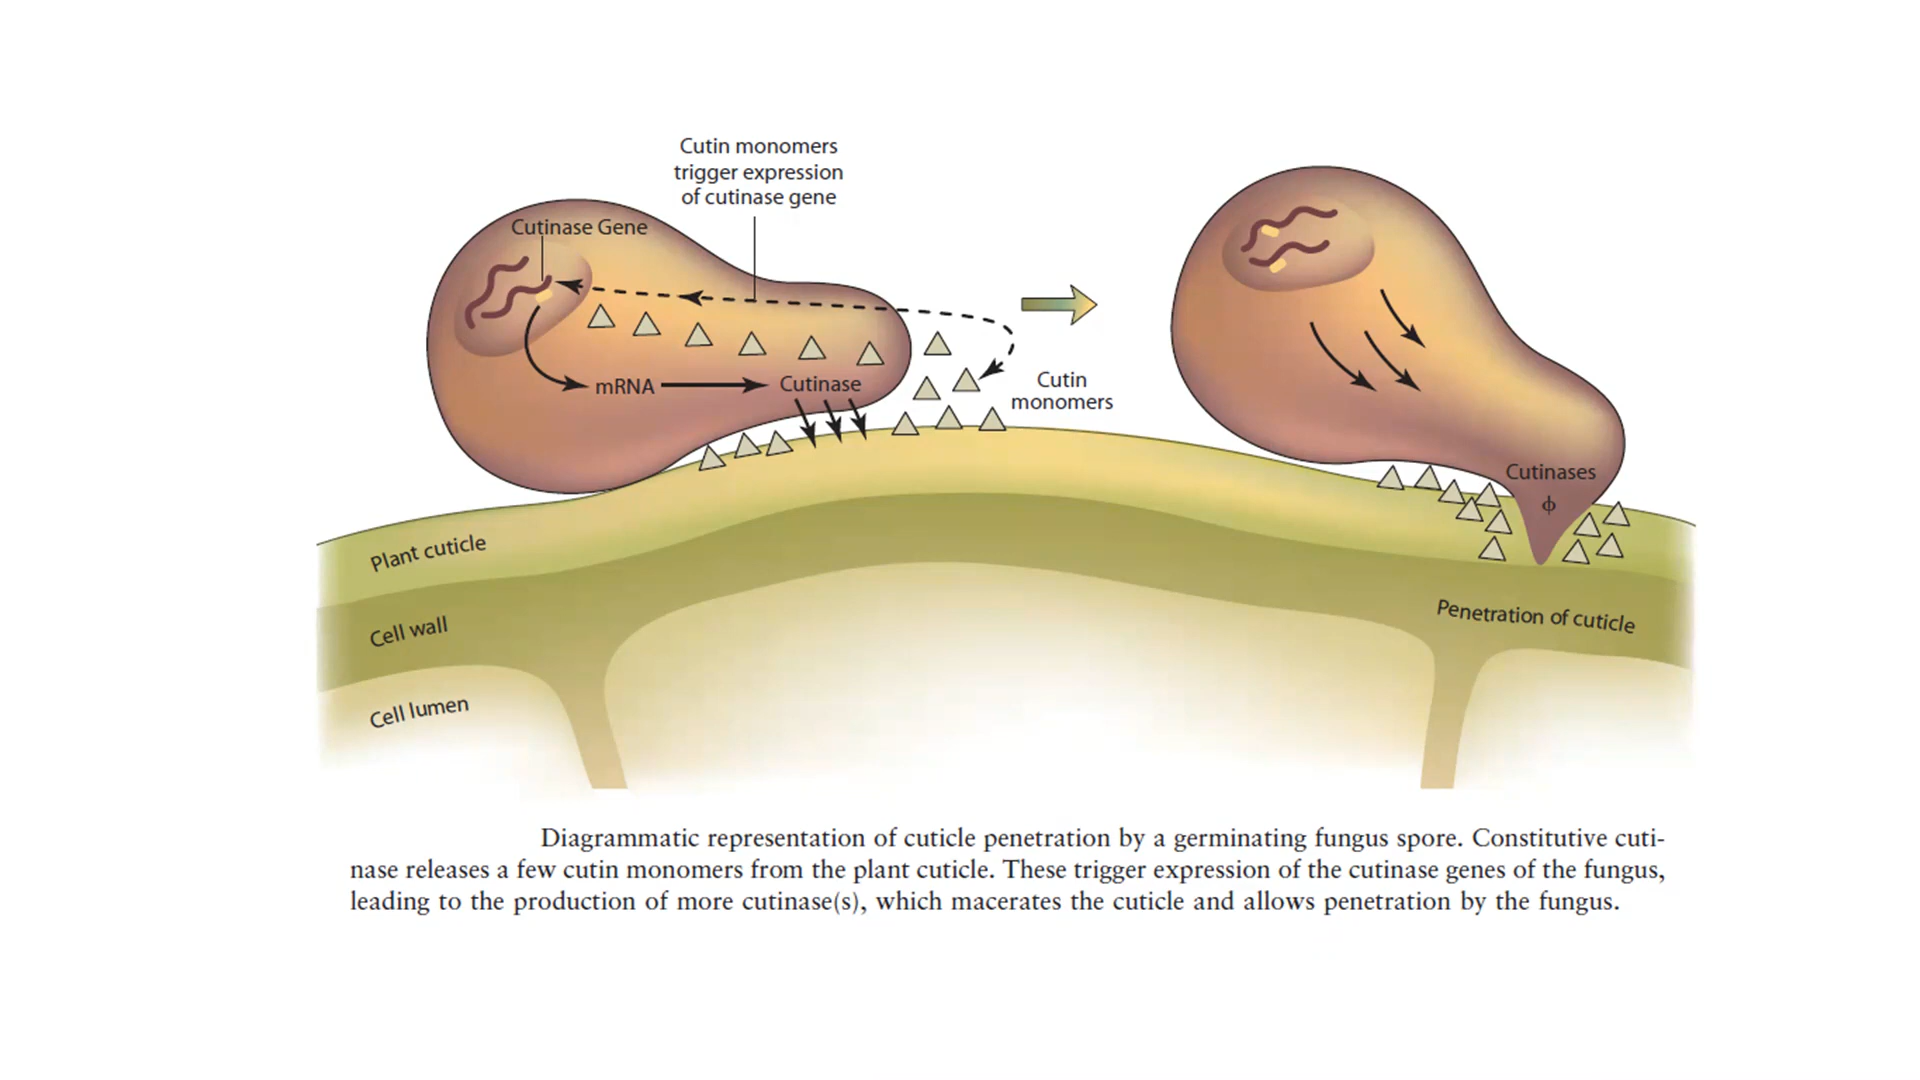 Cutin monomers
trigger expression
of cutinase gene
Cutinase Gene
mRNA
Cutinase
Cutin
monomers
Cutinases
ϕ
Plant cuticle
Cell wall
Cell lumen
Penetration of cuticle
Diagrammatic representation of cuticle penetration by a germinating fungus spore. Constitutive cuti-
nase releases a few cutin monomers from the plant cuticle. These trigger expression of the cutinase genes of the fungus,
leading to the production of more cutinase(s), which macerates the cuticle and allows penetration by the fungus.